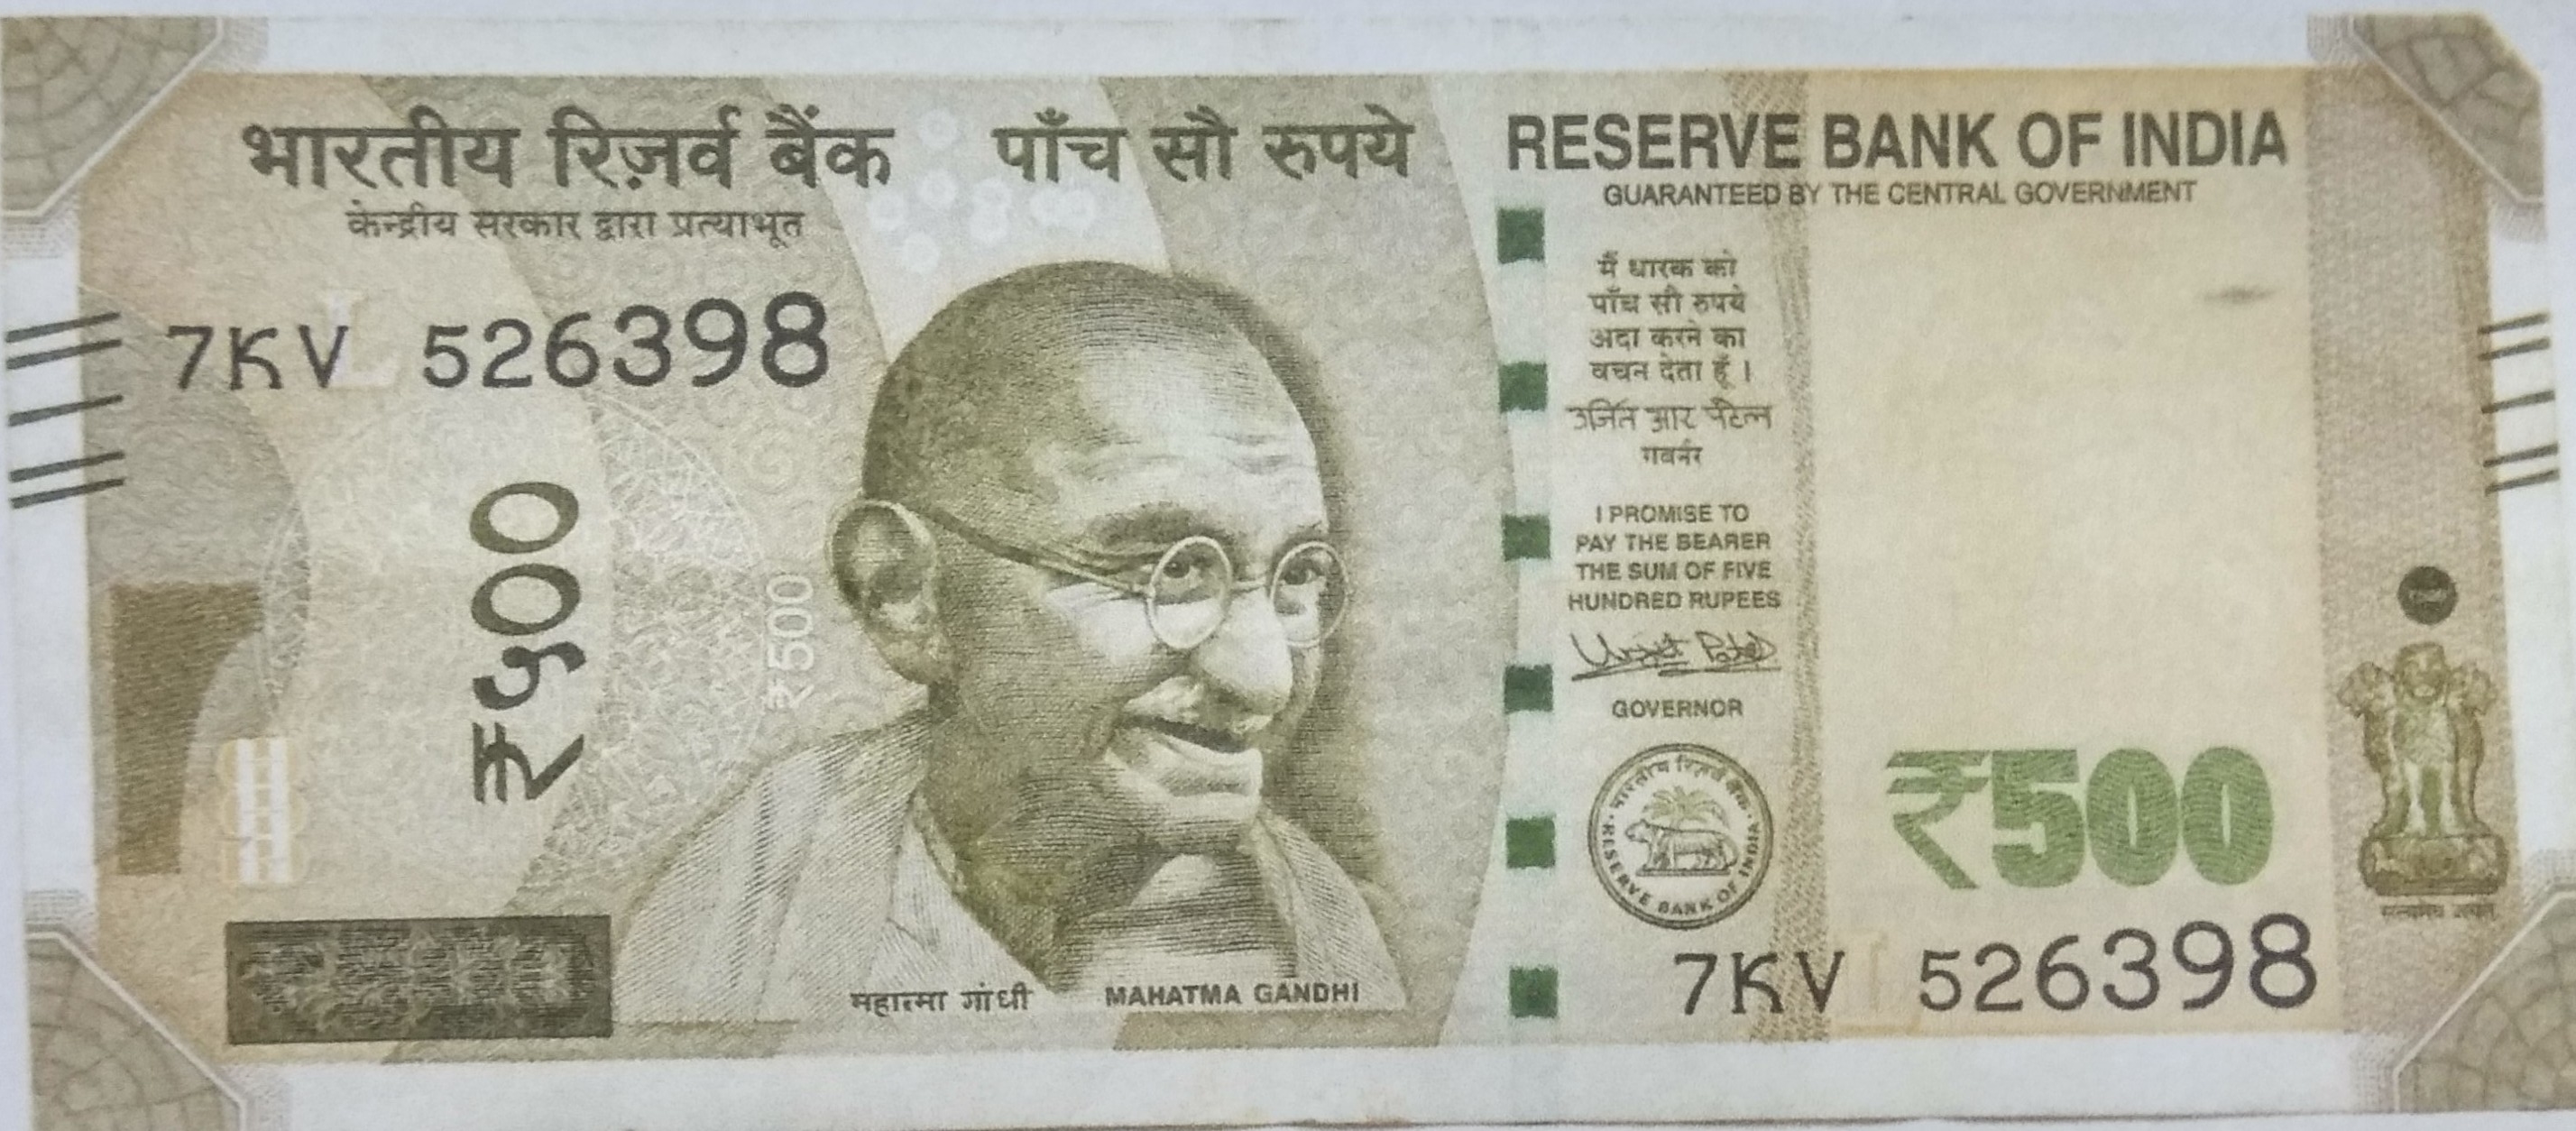 भारतीय रिज़र्व बैंक
केन्द्रीय सरकार द्वारा प्रत्याभूत
पाँच सौ रुपये
RESERVE BANK OF INDIA
GUARANTEED BY THE CENTRAL GOVERNMENT
7KV L 526398
₹५००
₹500
मैं धारक को
पाँच सौ रुपये
अदा करने का
वचन देता हूँ।
उर्जित आर पटेल
गवर्नर
I PROMISE TO
PAY THE BEARER
THE SUM OF FIVE
HUNDRED RUPEES
Urjit Patel
GOVERNOR
भारतीय रिज़र्व बैंक
RESERVE BANK OF INDIA
₹500
सत्यमेव जयते
महात्मा गांधी
MAHATMA GANDHI
7KV L 526398